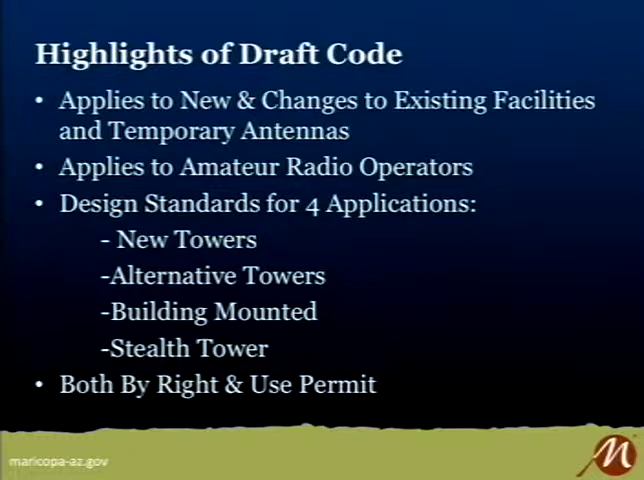 Highlights of Draft Code
• Applies to New & Changes to Existing Facilities
and Temporary Antennas
• Applies to Amateur Radio Operators
• Design Standards for 4 Applications:
- New Towers
-Alternative Towers
-Building Mounted
-Stealth Tower
• Both By Right & Use Permit
maricopa-az.gov
M